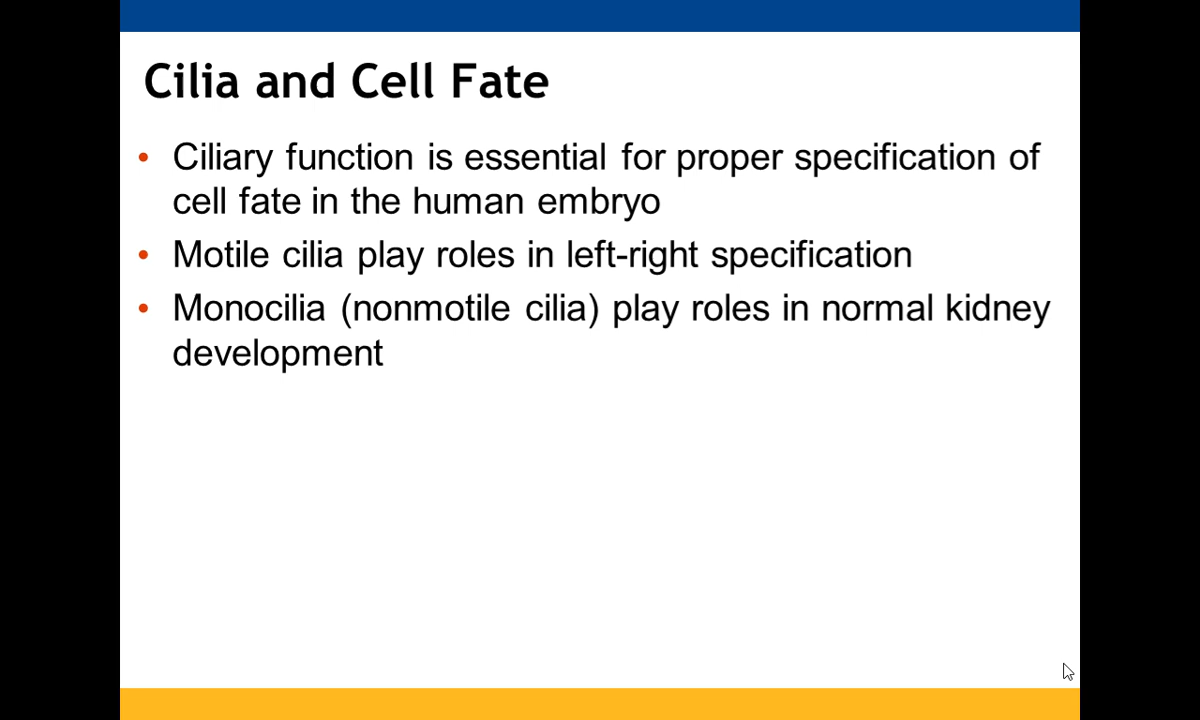 Cilia and Cell Fate
• Ciliary function is essential for proper specification of
cell fate in the human embryo
• Motile cilia play roles in left-right specification
• Monocilia (nonmotile cilia) play roles in normal kidney
development